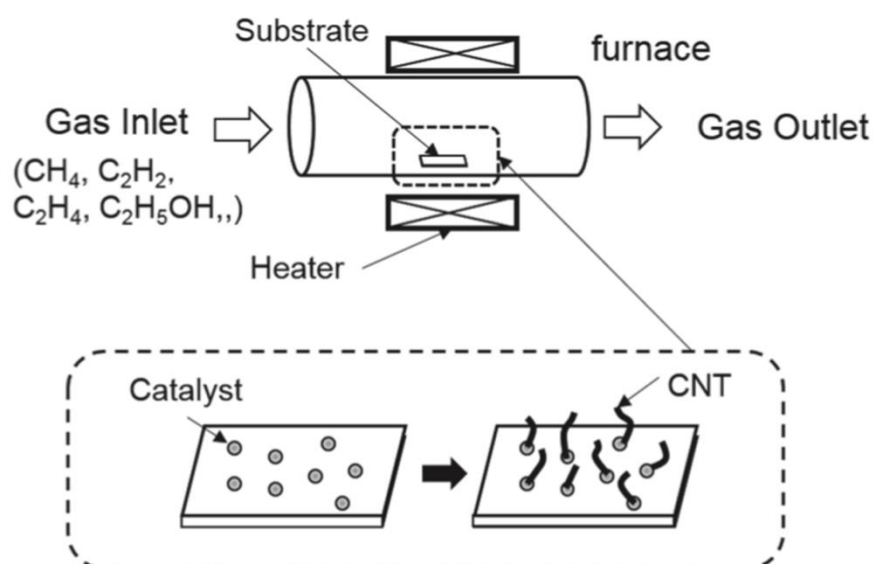 Substrate
furnace
Gas Inlet
Gas Outlet
(CH₄, C₂H₂,
C₂H₄, C₂H₅OH,,)
Heater
Catalyst
CNT